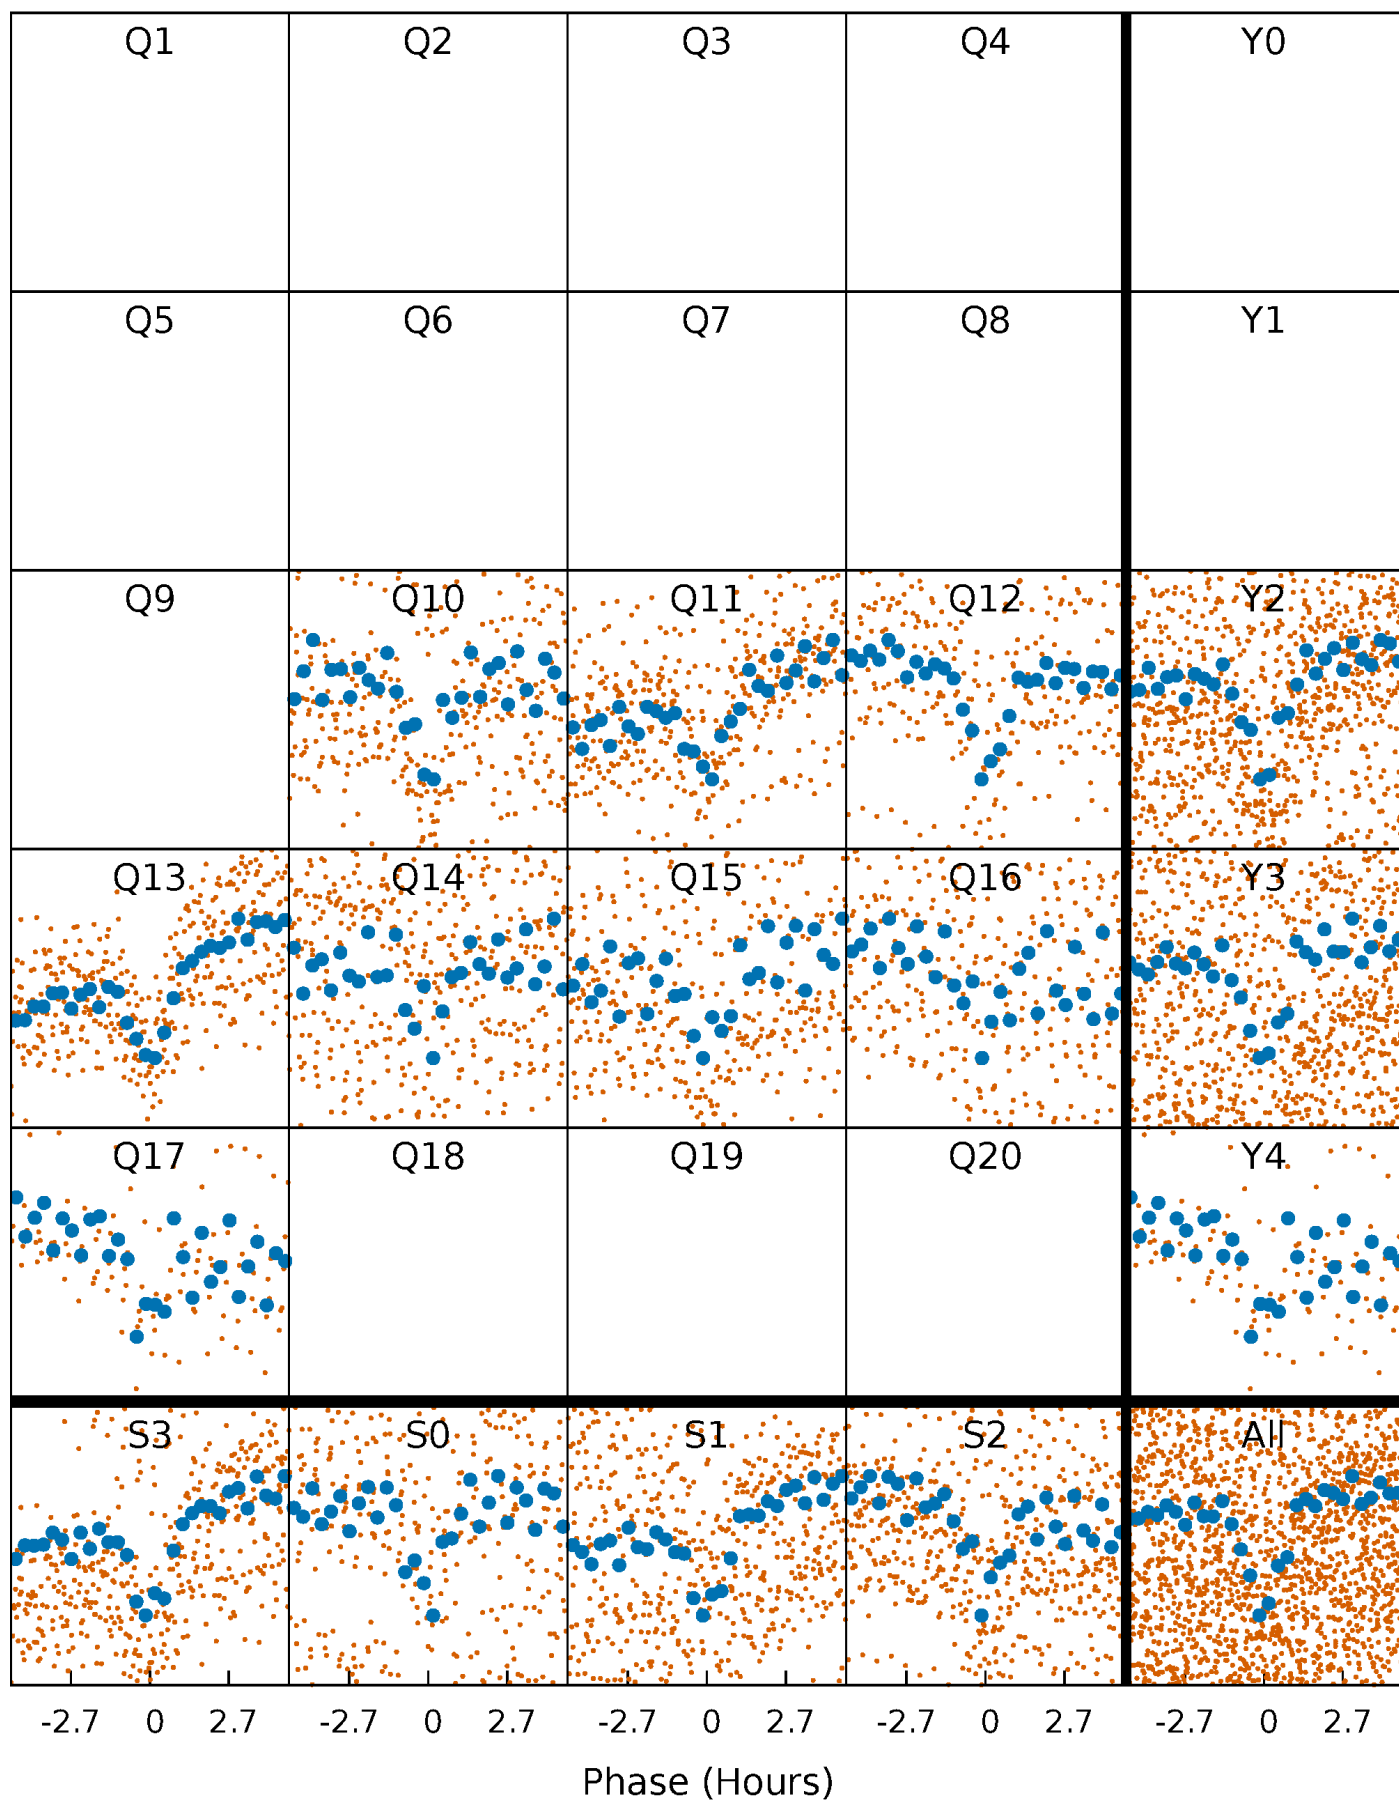 Q1 Q2 Q3 Q4 Y0
Q5 Q6 Q7 Q8 Y1
Q9 Q10 Q11 Q12 Y2
Q13 Q14 Q15 Q16 Y3
Q17 Q18 Q19 Q20 Y4
S3 S0 S1 S2 All
-2.7 0 2.7 -2.7 0 2.7 -2.7 0 2.7 -2.7 0 2.7 -2.7 0 2.7
Phase (Hours)